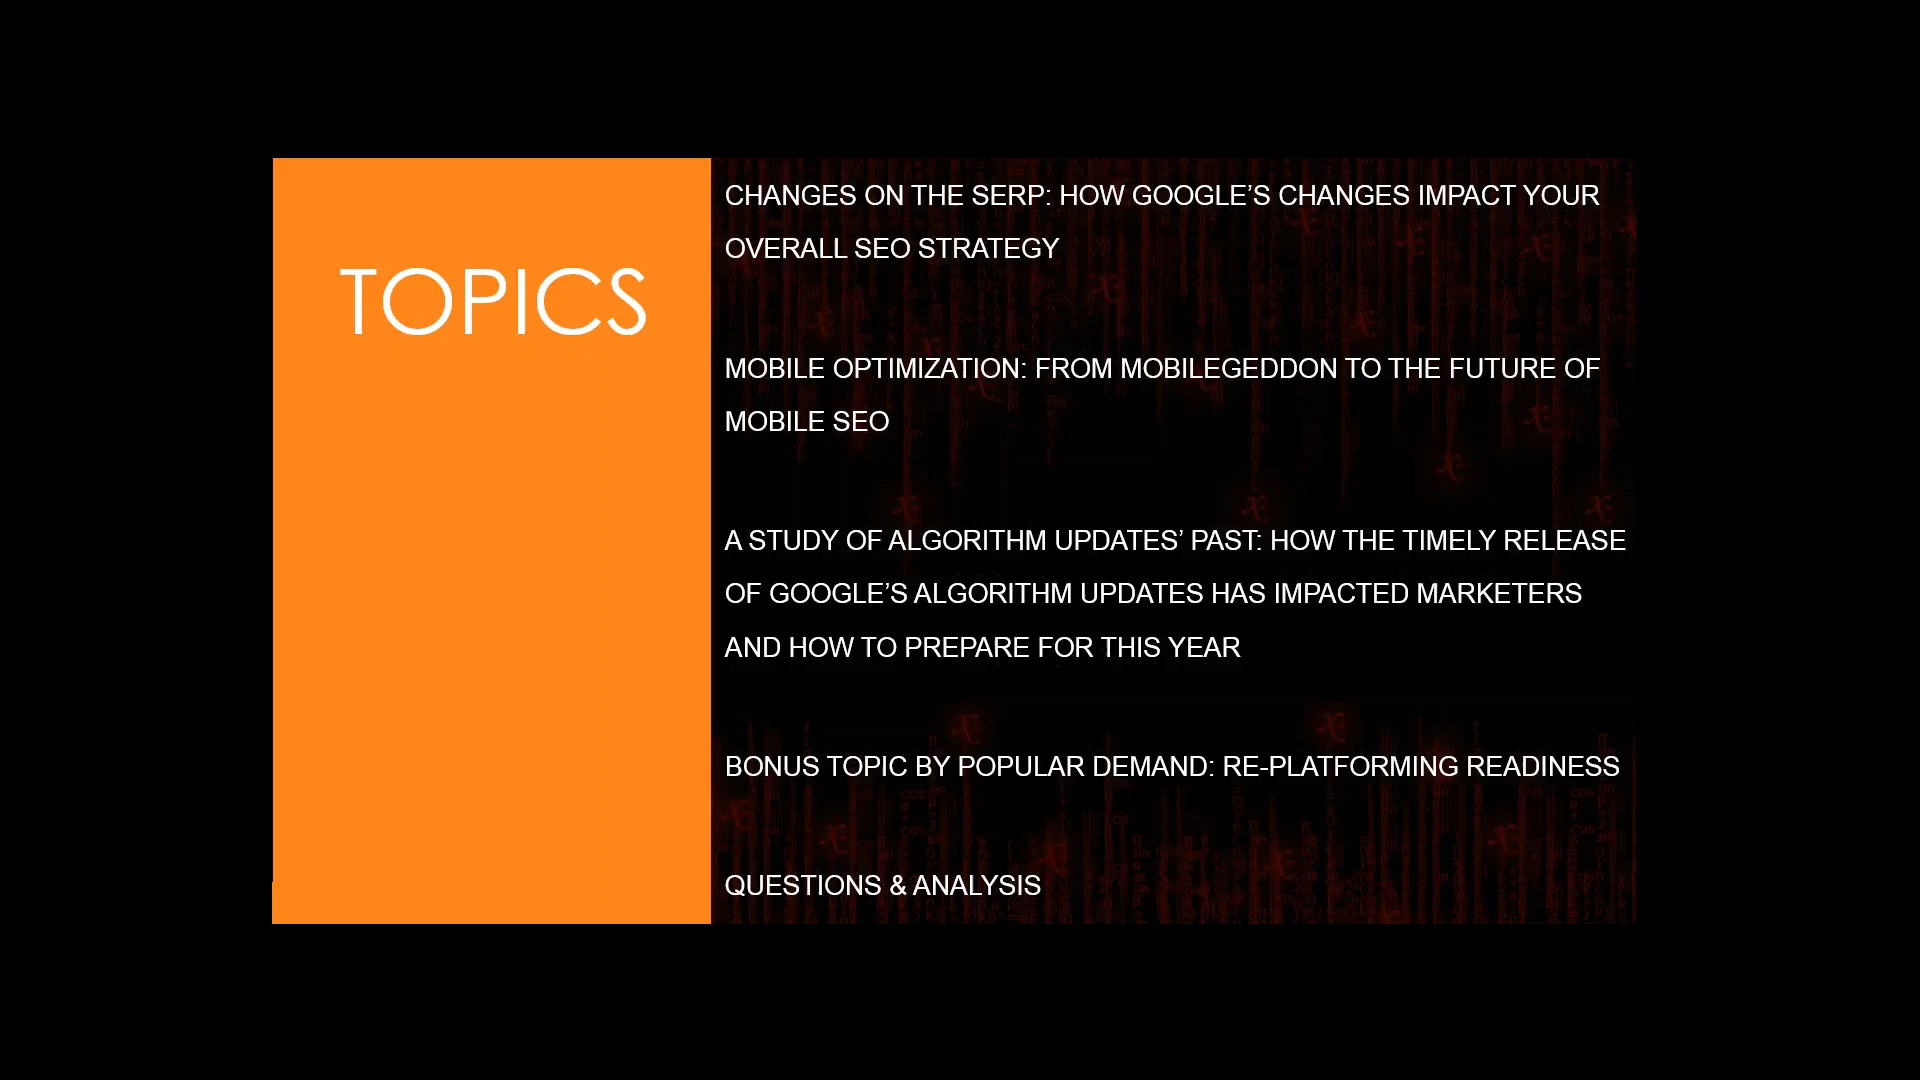 TOPICS
CHANGES ON THE SERP: HOW GOOGLE’S CHANGES IMPACT YOUR
OVERALL SEO STRATEGY
MOBILE OPTIMIZATION: FROM MOBILEGEDDON TO THE FUTURE OF
MOBILE SEO
A STUDY OF ALGORITHM UPDATES’ PAST: HOW THE TIMELY RELEASE
OF GOOGLE’S ALGORITHM UPDATES HAS IMPACTED MARKETERS
AND HOW TO PREPARE FOR THIS YEAR
BONUS TOPIC BY POPULAR DEMAND: RE-PLATFORMING READINESS
QUESTIONS & ANALYSIS